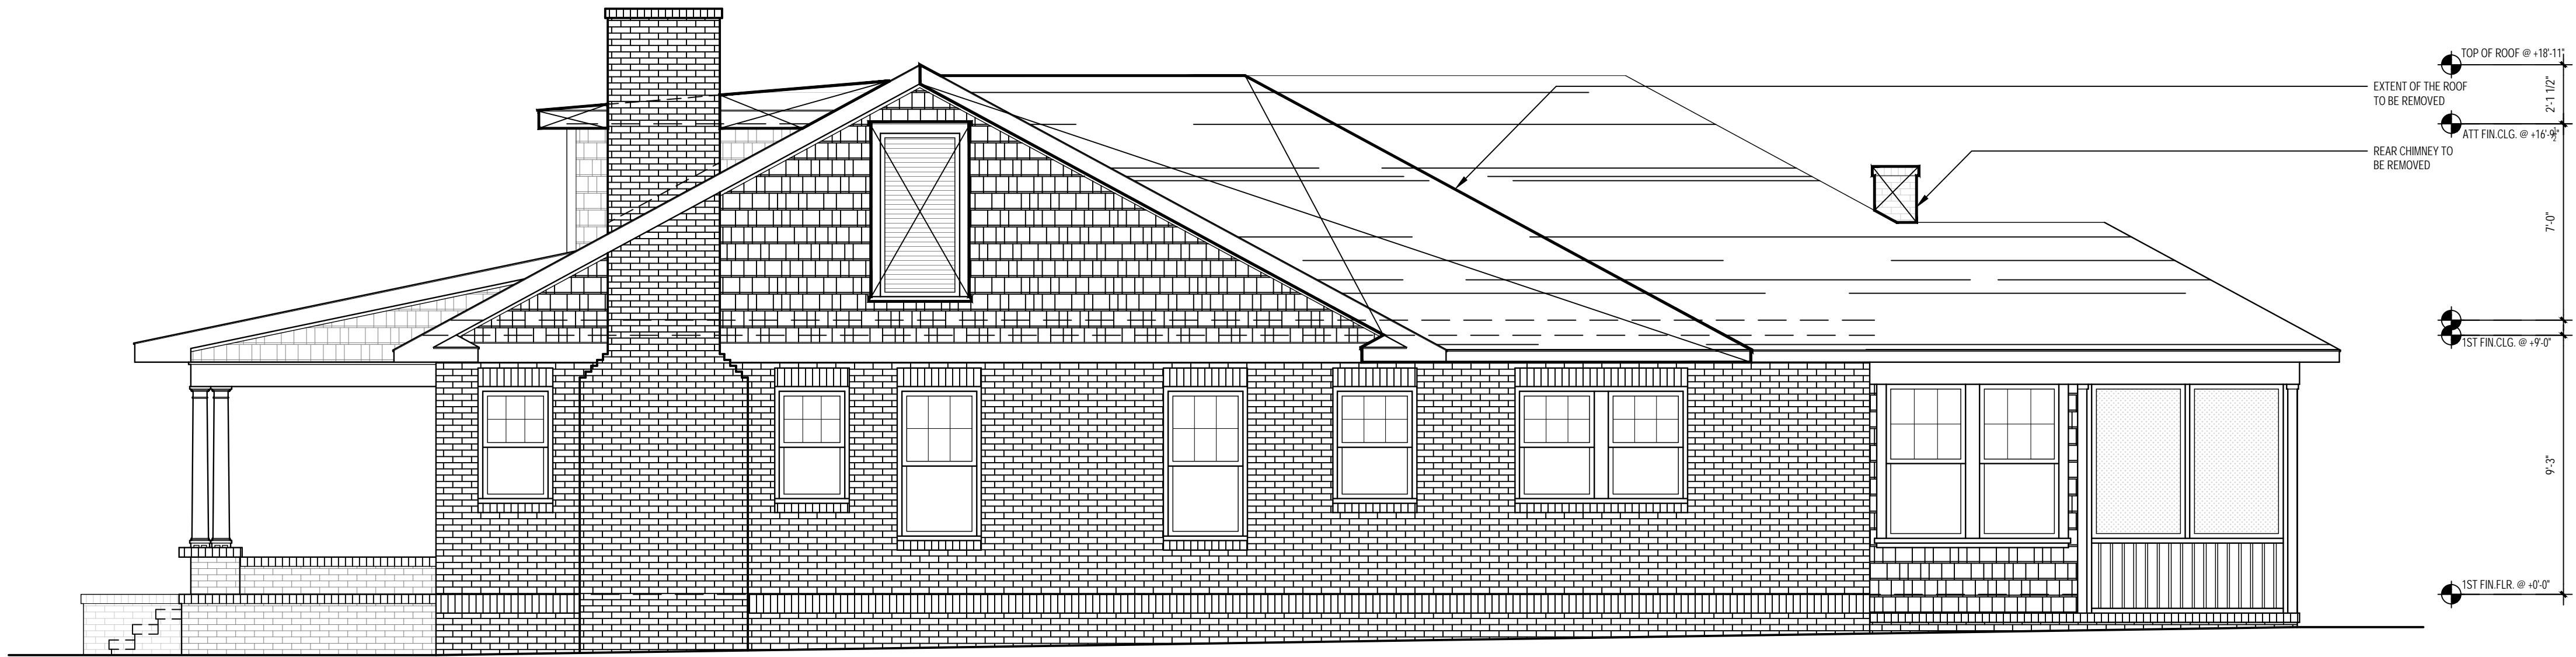 TOP OF ROOF @ +18'-11"
EXTENT OF THE ROOF
TO BE REMOVED
2'-1 1/2"
ATT FIN.CLG. @ +16'-9½"
REAR CHIMNEY TO
BE REMOVED
7'-0"
1ST FIN.CLG. @ +9'-0"
9'-3"
1ST FIN.FLR. @ +0'-0"